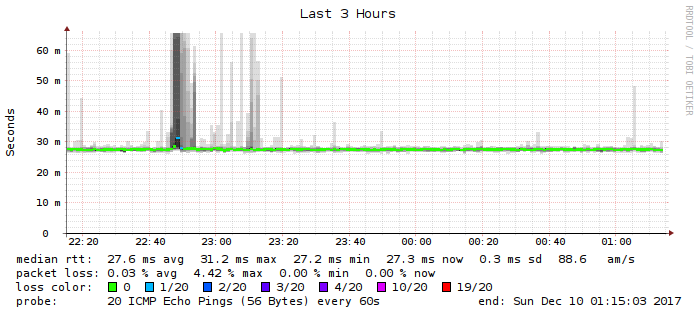 Last 3 Hours
RRDTOOL / TOBI OETIKER
Seconds
60 m
50 m
40 m
30 m
20 m
10 m
0
22:20 22:40 23:00 23:20 23:40 00:00 00:20 00:40 01:00
median rtt: 27.6 ms avg 31.2 ms max 27.2 ms min 27.3 ms now 0.3 ms sd 88.6 am/s
packet loss: 0.03 % avg 4.42 % max 0.00 % min 0.00 % now
loss color: 0 1/20 2/20 3/20 4/20 10/20 19/20
probe: 20 ICMP Echo Pings (56 Bytes) every 60s end: Sun Dec 10 01:15:03 2017